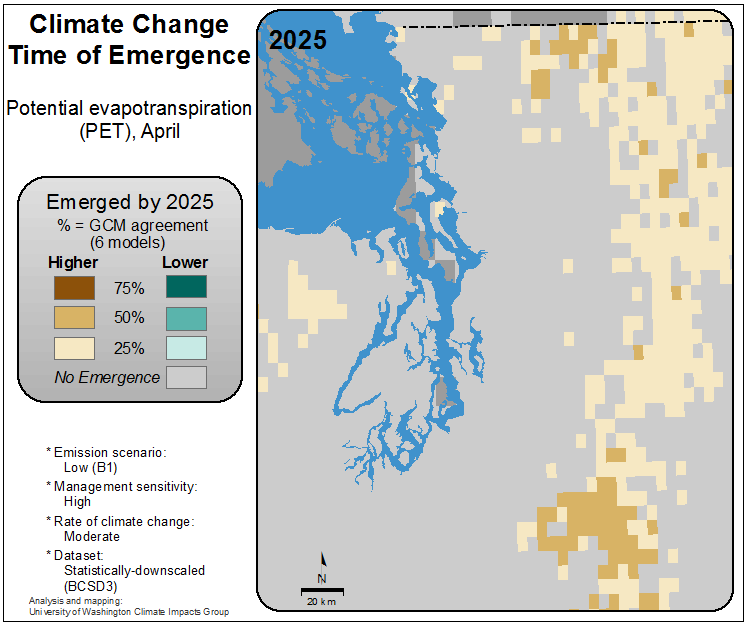 Climate Change
Time of Emergence
Potential evapotranspiration
(PET), April
Emerged by 2025
% = GCM agreement
(6 models)
Higher Lower
75%
50%
25%
No Emergence
* Emission scenario:
Low (B1)
* Management sensitivity:
High
* Rate of climate change:
Moderate
* Dataset:
Statistically-downscaled
(BCSD3)
Analysis and mapping:
University of Washington Climate Impacts Group
2025
N
20 km